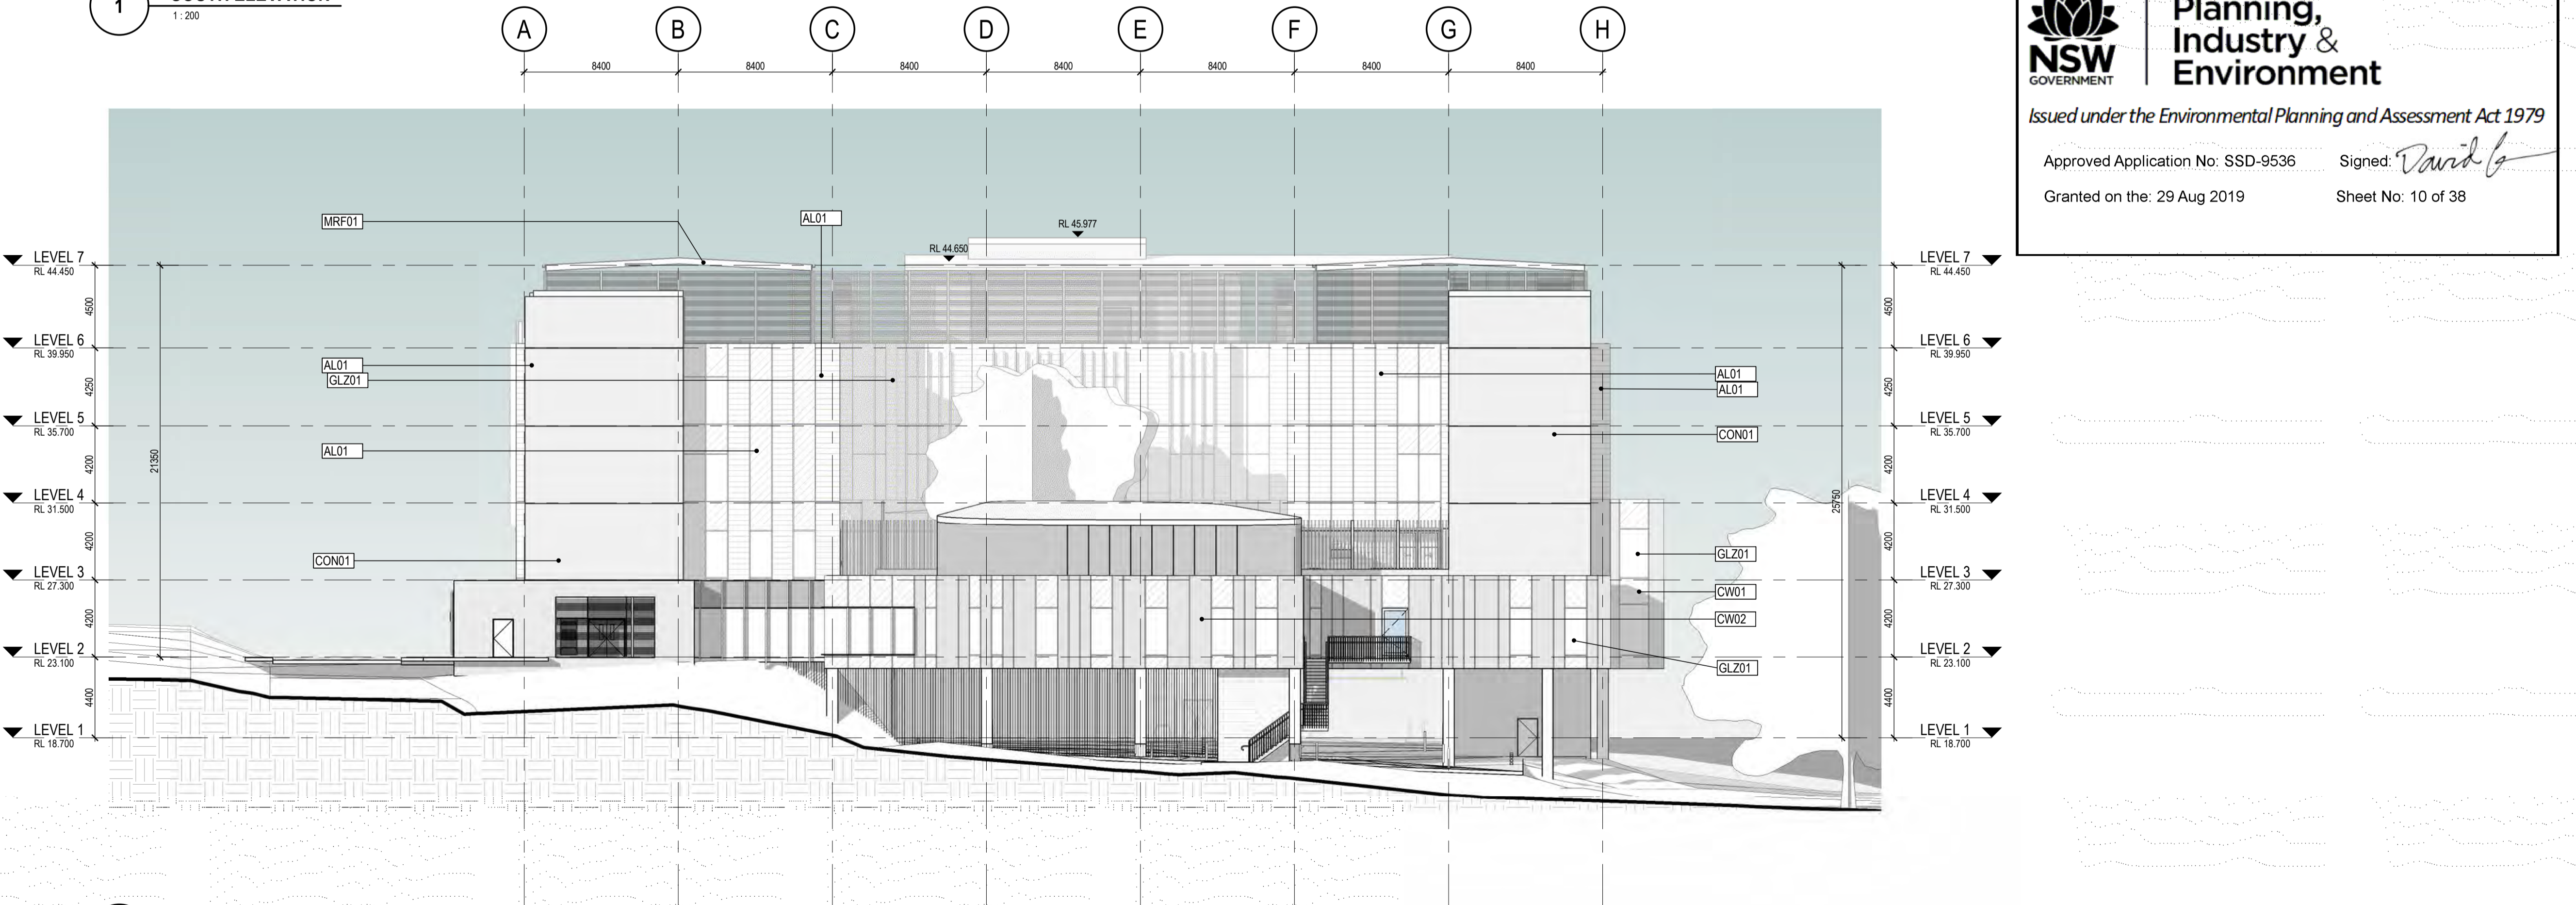 1
1 : 200
A B C D E F G H
8400 8400 8400 8400 8400 8400 8400
Planning,
Industry &
Environment
NSW
GOVERNMENT
Issued under the Environmental Planning and Assessment Act 1979
Approved Application No: SSD-9536 Signed:
Granted on the: 29 Aug 2019 Sheet No: 10 of 38
MRF01
AL01
RL 45.977
RL 44.650
LEVEL 7
RL 44.450
4500
LEVEL 6
RL 39.950
4250
LEVEL 5
RL 35.700
4200
LEVEL 4
RL 31.500
4200
LEVEL 3
RL 27.300
4200
LEVEL 2
RL 23.100
4400
LEVEL 1
RL 18.700
21350
AL01
GLZ01
AL01
CON01
AL01
AL01
CON01
GLZ01
CW01
CW02
GLZ01
25750
LEVEL 7
RL 44.450
4500
LEVEL 6
RL 39.950
4250
LEVEL 5
RL 35.700
4200
LEVEL 4
RL 31.500
4200
LEVEL 3
RL 27.300
4200
LEVEL 2
RL 23.100
4400
LEVEL 1
RL 18.700